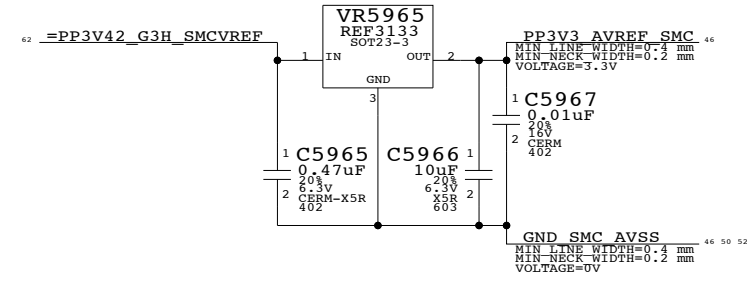 VR5965
REF3133
SOT23-3
62 =PP3V42_G3H_SMCVREF
PP3V3_AVREF_SMC 46
MIN_LINE_WIDTH=0.4 mm
MIN_NECK_WIDTH=0.2 mm
VOLTAGE=3.3V
1 IN OUT 2
GND
3
1 C5967
0.01uF
20%
16V
2 CERM
402
1 C5965
0.47uF
20%
6.3V
2 CERM-X5R
402
C5966 1
10uF
20%
6.3V
X5R 2
603
GND_SMC_AVSS 46 50 52
MIN_LINE_WIDTH=0.4 mm
MIN_NECK_WIDTH=0.2 mm
VOLTAGE=0V